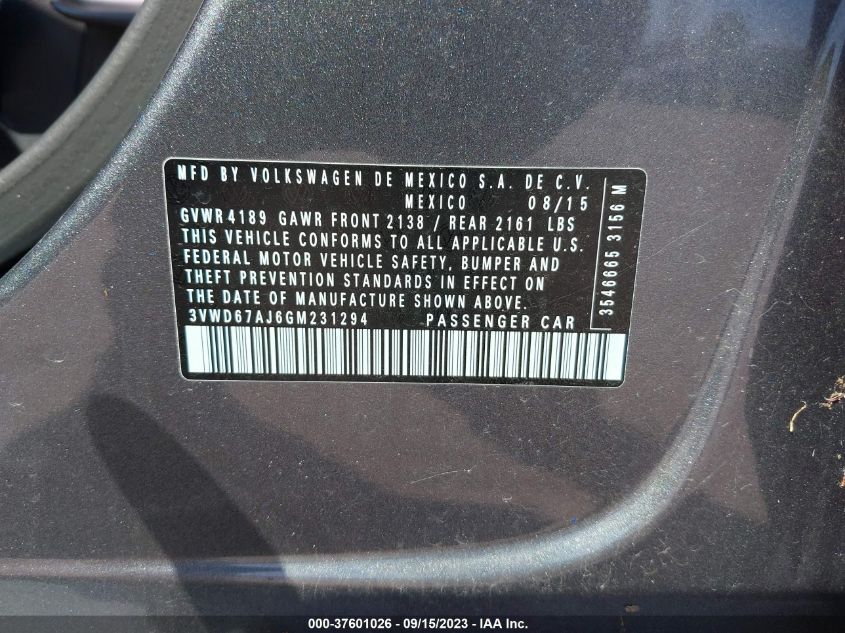 MFD BY VOLKSWAGEN DE MEXICO S.A. DE C.V.
MEXICO 08/15
GVWR 4189 GAWR FRONT 2138 / REAR 2161 LBS
THIS VEHICLE CONFORMS TO ALL APPLICABLE U.S.
FEDERAL MOTOR VEHICLE SAFETY, BUMPER AND
THEFT PREVENTION STANDARDS IN EFFECT ON
THE DATE OF MANUFACTURE SHOWN ABOVE.
3VWD67AJ6GM231294 PASSENGER CAR
3546665 3156 M
000-37601026 - 09/15/2023 - IAA Inc.